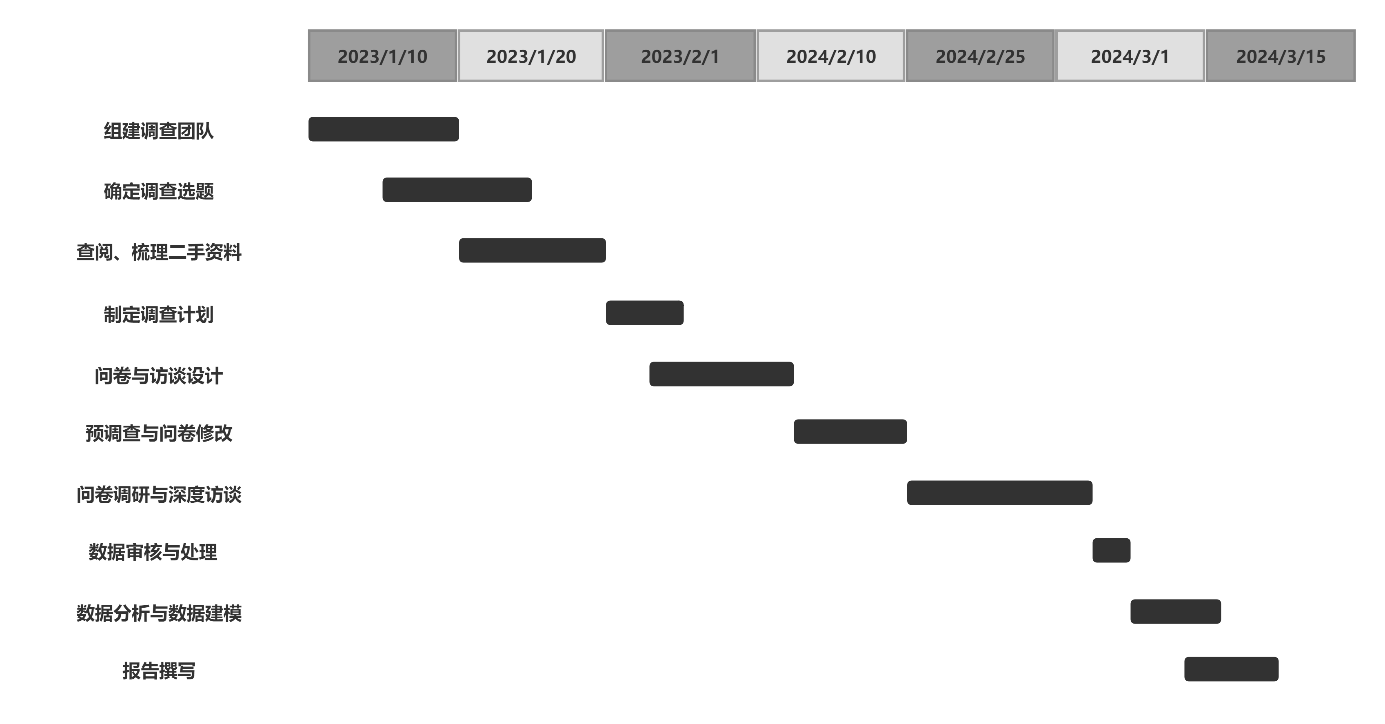 2023/1/10 2023/1/20 2023/2/1 2024/2/10 2024/2/25 2024/3/1 2024/3/15
组建调查团队
确定调查选题
查阅、梳理二手资料
制定调查计划
问卷与访谈设计
预调查与问卷修改
问卷调研与深度访谈
数据审核与处理
数据分析与数据建模
报告撰写